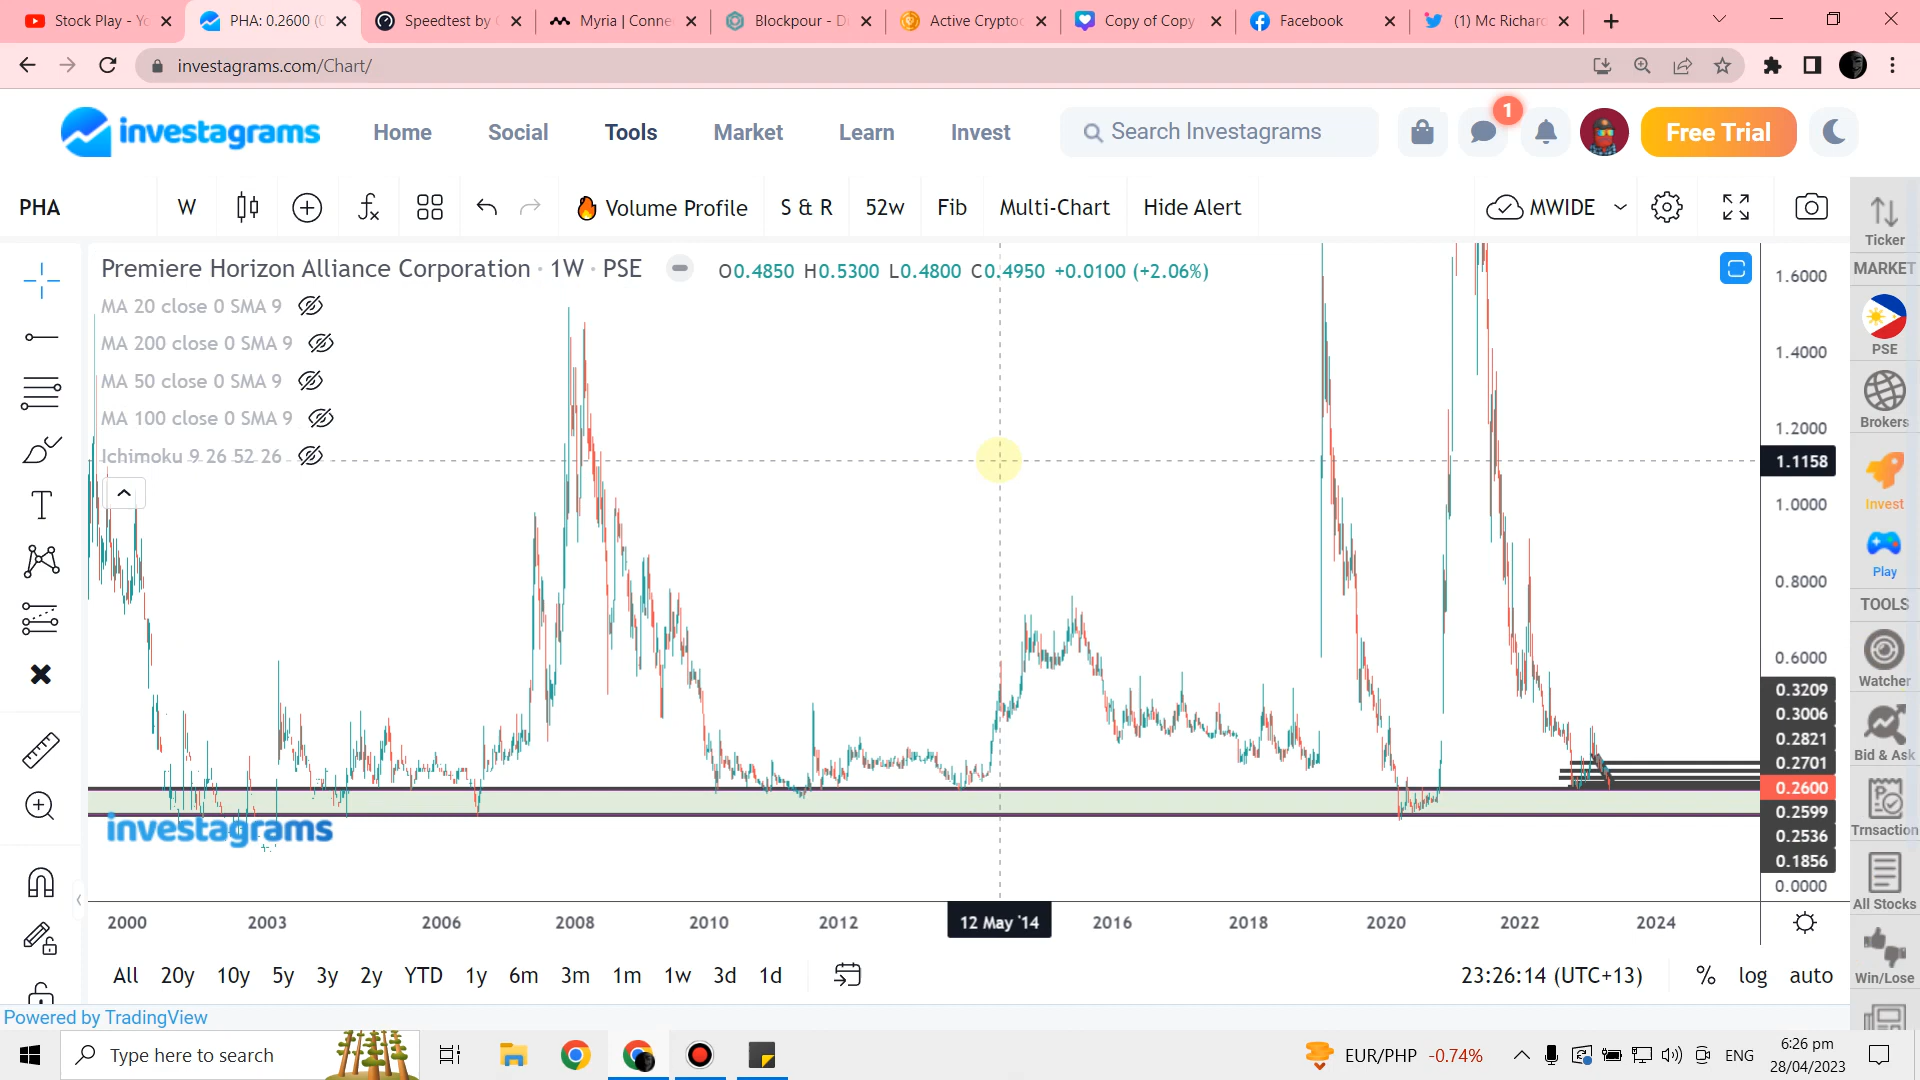 Stock Play - Yo
PHA: 0.2600 (0
Speedtest by O
Myria | Conne
Blockpour - D
Active Cryptoc
Copy of Copy
Facebook
(1) Mc Richard
investagrams.com/Chart/
investagrams
Home
Social
Tools
Market
Learn
Invest
Search Investagrams
1
Free Trial
PHA
W
Volume Profile
S & R
52w
Fib
Multi-Chart
Hide Alert
MWIDE
Premiere Horizon Alliance Corporation · 1W · PSE
O0.4850 H0.5300 L0.4800 C0.4950 +0.0100 (+2.06%)
MA 20 close 0 SMA 9
MA 200 close 0 SMA 9
MA 50 close 0 SMA 9
MA 100 close 0 SMA 9
Ichimoku 9 26 52 26
1.6000
1.4000
1.2000
1.1158
1.0000
0.8000
0.6000
0.3209
0.3006
0.2821
0.2701
0.2600
0.2599
0.2536
0.1856
0.0000
investagrams
2000
2003
2006
2008
2010
2012
12 May '14
2016
2018
2020
2022
2024
All
20y
10y
5y
3y
2y
YTD
1y
6m
3m
1m
1w
3d
1d
23:26:14 (UTC+13)
%
log
auto
Ticker
MARKET
PSE
Brokers
Invest
Play
TOOLS
Watcher
Bid & Ask
Trnsaction
All Stocks
Win/Lose
Powered by TradingView
Type here to search
EUR/PHP -0.74%
ENG
6:26 pm
28/04/2023